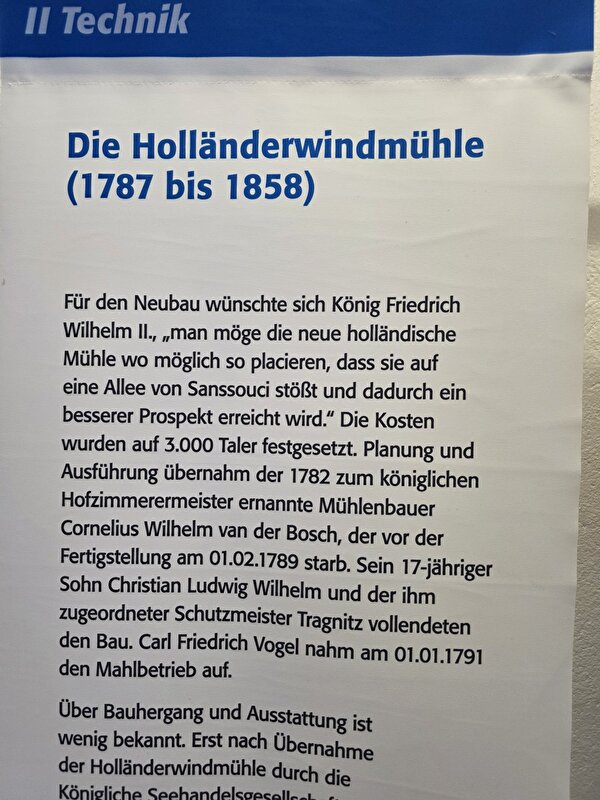 II Technik
Die Holländerwindmühle
(1787 bis 1858)
Für den Neubau wünschte sich König Friedrich
Wilhelm II., „man möge die neue holländische
Mühle wo möglich so placieren, dass sie auf
eine Allee von Sanssouci stößt und dadurch ein
besserer Prospekt erreicht wird.“ Die Kosten
wurden auf 3.000 Taler festgesetzt. Planung und
Ausführung übernahm der 1782 zum königlichen
Hofzimmerermeister ernannte Mühlenbauer
Cornelius Wilhelm van der Bosch, der vor der
Fertigstellung am 01.02.1789 starb. Sein 17-jähriger
Sohn Christian Ludwig Wilhelm und der ihm
zugeordneter Schutzmeister Tragnitz vollendeten
den Bau. Carl Friedrich Vogel nahm am 01.01.1791
den Mahlbetrieb auf.
Über Bauhergang und Ausstattung ist
wenig bekannt. Erst nach Übernahme
der Holländerwindmühle durch die
Königliche Seehandelsgesellschaft